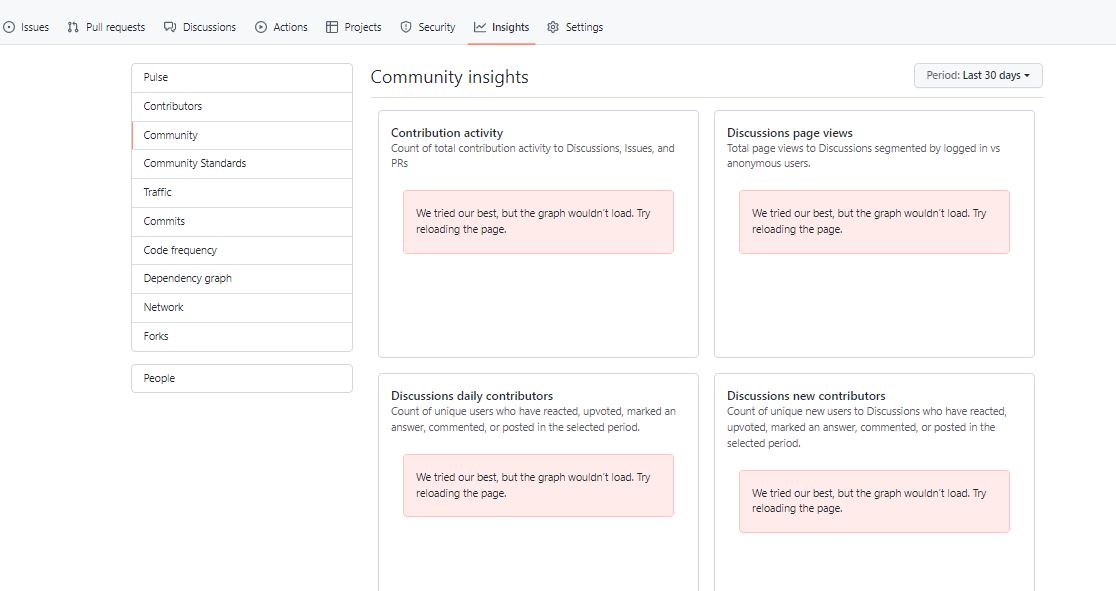 Issues Pull requests Discussions Actions Projects Security Insights Settings
Pulse
Contributors
Community
Community Standards
Traffic
Commits
Code frequency
Dependency graph
Network
Forks
People
Community insights
Period: Last 30 days
Contribution activity
Count of total contribution activity to Discussions, Issues, and
PRs
We tried our best, but the graph wouldn't load. Try
reloading the page.
Discussions page views
Total page views to Discussions segmented by logged in vs
anonymous users.
We tried our best, but the graph wouldn't load. Try
reloading the page.
Discussions daily contributors
Count of unique users who have reacted, upvoted, marked an
answer, commented, or posted in the selected period.
We tried our best, but the graph wouldn't load. Try
reloading the page.
Discussions new contributors
Count of unique new users to Discussions who have reacted,
upvoted, marked an answer, commented, or posted in the
selected period.
We tried our best, but the graph wouldn't load. Try
reloading the page.